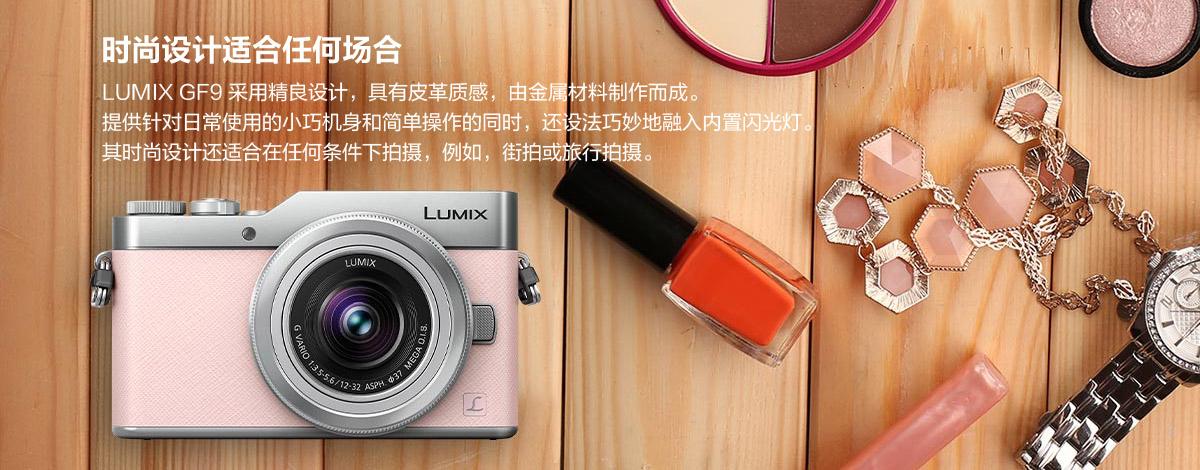 时尚设计适合任何场合
LUMIX GF9 采用精良设计，具有皮革质感，由金属材料制作而成。
提供针对日常使用的小巧机身和简单操作的同时，还设法巧妙地融入内置闪光灯。
其时尚设计还适合在任何条件下拍摄，例如，街拍或旅行拍摄。
LUMIX
LUMIX
G VARIO 1:3.5-5.6/12-32 ASPH. Φ37 MEGA O.I.S.
L